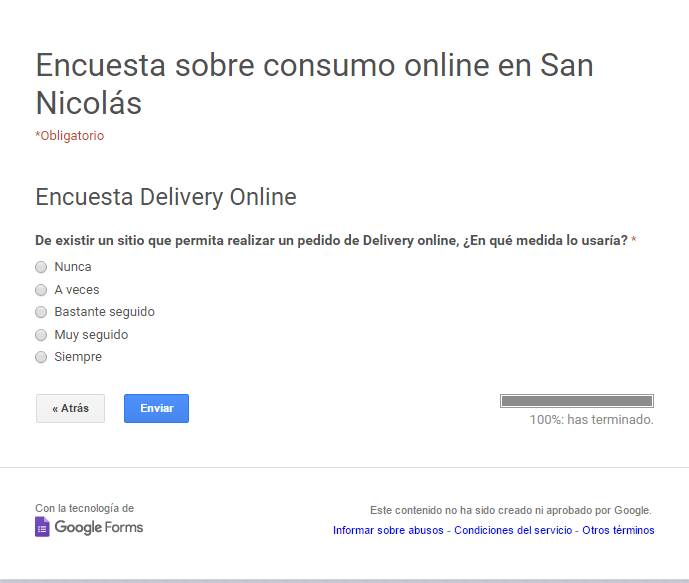 Encuesta sobre consumo online en San
Nicolás
*Obligatorio
Encuesta Delivery Online
De existir un sitio que permita realizar un pedido de Delivery online, ¿En qué medida lo usaría? *
Nunca
A veces
Bastante seguido
Muy seguido
Siempre
« Atrás
Enviar
100%: has terminado.
Con la tecnología de
Google Forms
Este contenido no ha sido creado ni aprobado por Google.
Informar sobre abusos - Condiciones del servicio - Otros términos